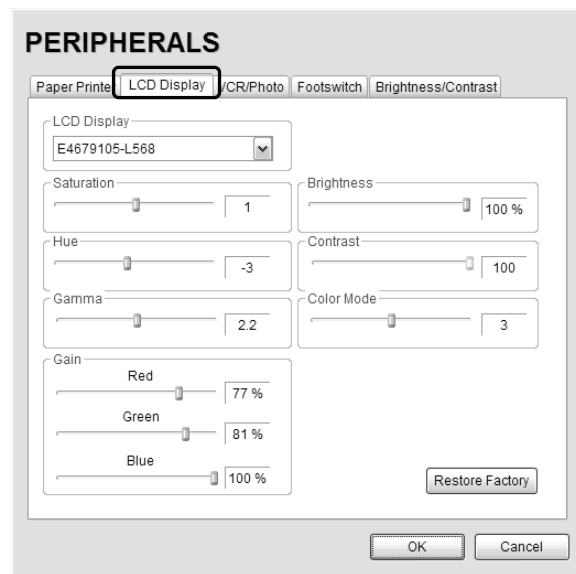 PERIPHERALS
Paper Printe LCD Display /CR/Photo Footswitch Brightness/Contrast
LCD Display
E4679105-L568
Saturation
1
Brightness
100 %
Hue
-3
Contrast
100
Gamma
2.2
Color Mode
3
Gain
Red
77 %
Green
81 %
Blue
100 %
Restore Factory
OK Cancel